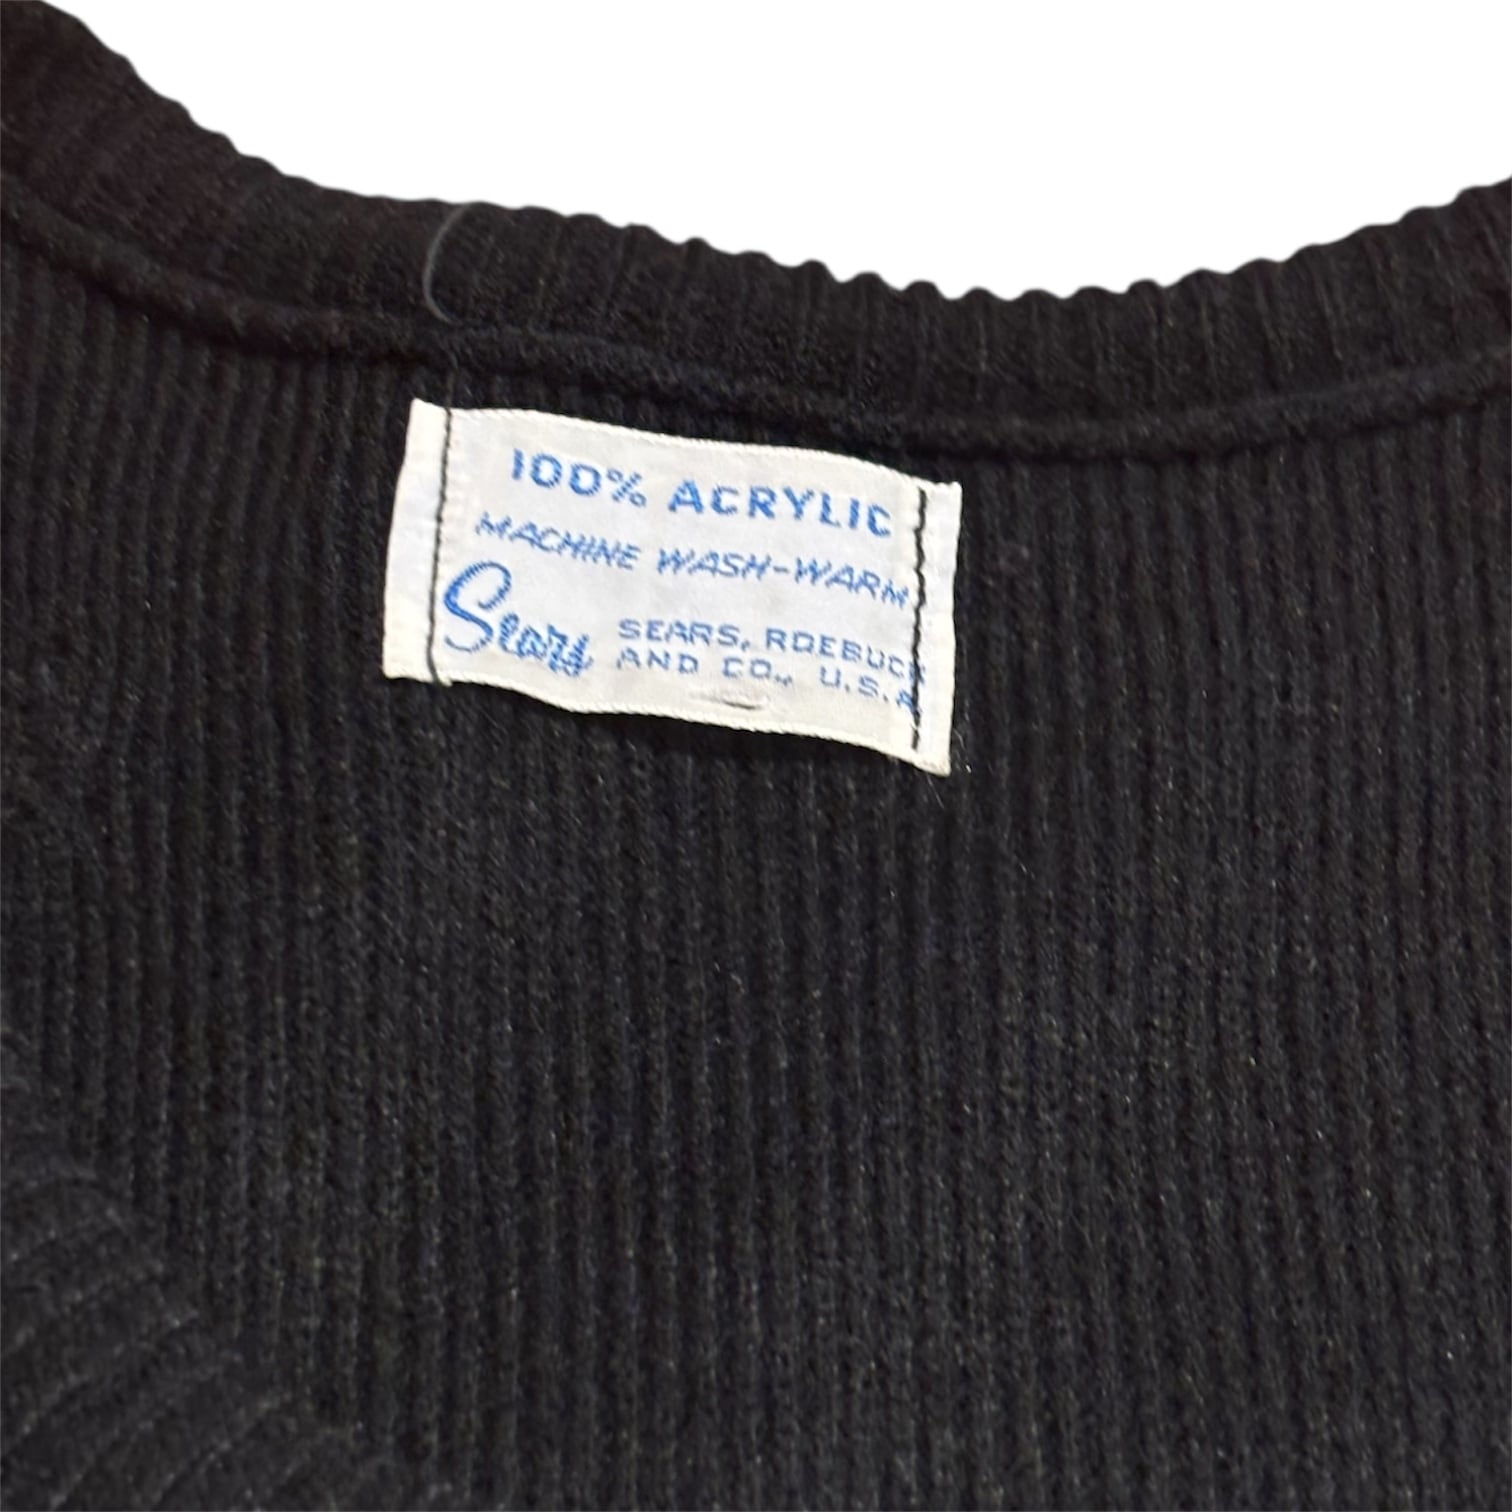 100% ACRYLIC
MACHINE WASH-WARM
Sears
SEARS, ROEBUCK
AND CO., U.S.A